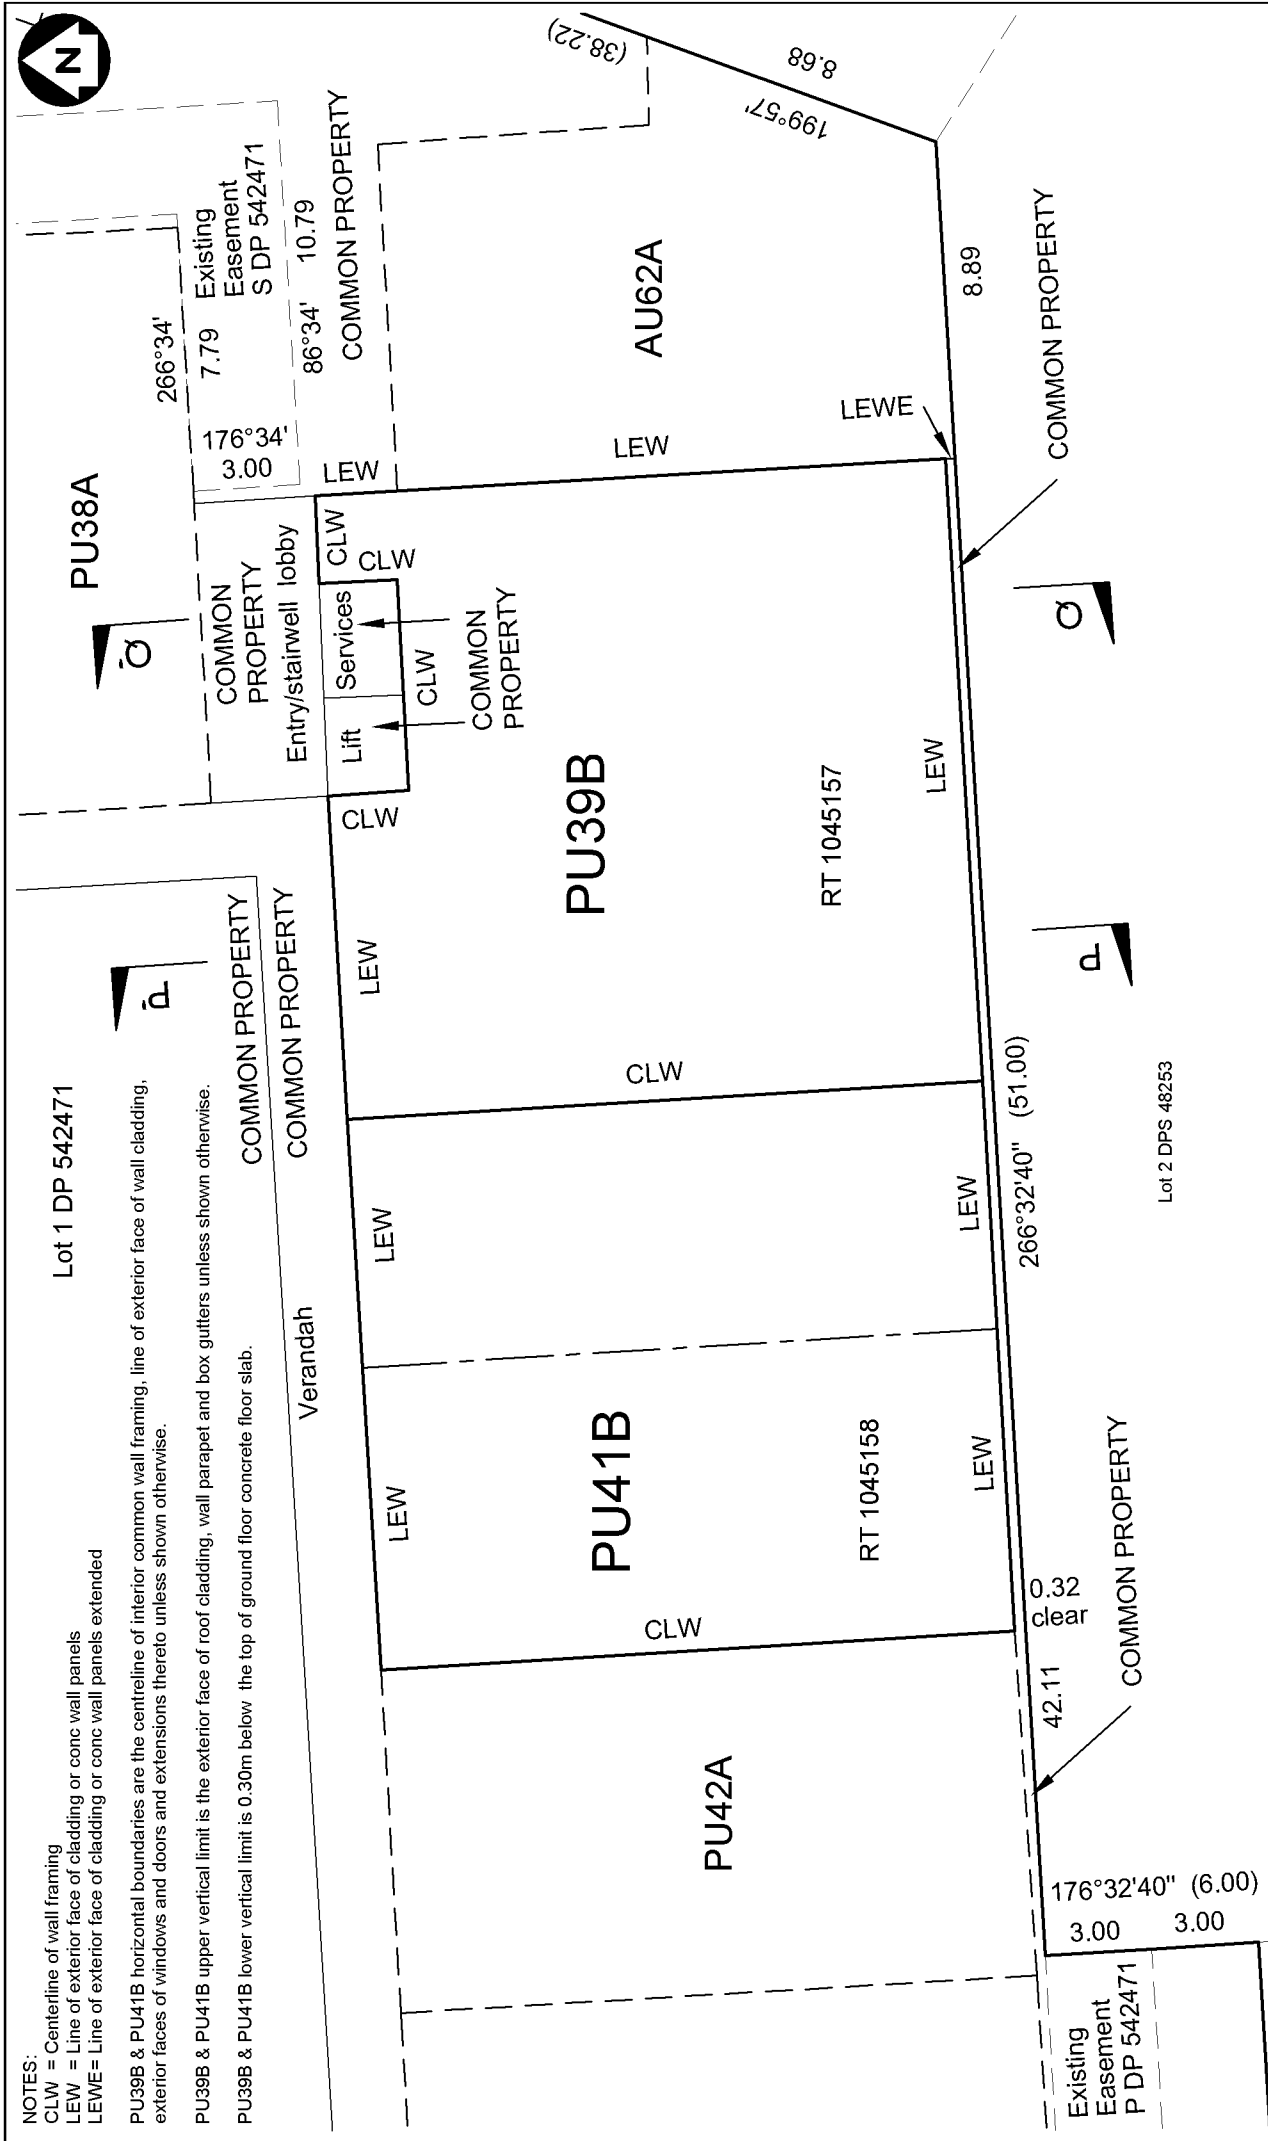 NOTES:
CLW = Centerline of wall framing
LEW = Line of exterior face of cladding or conc wall panels
LEWE= Line of exterior face of cladding or conc wall panels extended
PU39B & PU41B horizontal boundaries are the centreline of interior common wall framing, line of exterior face of wall cladding,
exterior faces of windows and doors and extensions thereto unless shown otherwise.
PU39B & PU41B upper vertical limit is the exterior face of roof cladding, wall parapet and box gutters unless shown otherwise.
PU39B & PU41B lower vertical limit is 0.30m below the top of ground floor concrete floor slab.
Lot 1 DP 542471
PU38A
N
266°34'
7.79
Existing
Easement
S DP 542471
176°34'
3.00
86°34' 10.79
COMMON PROPERTY
P'
Q'
COMMON
PROPERTY
Entry/stairwell lobby
COMMON PROPERTY
COMMON PROPERTY
Verandah
LEW
LEW
LEW
CLW
Lift
Services
CLW
CLW
CLW
LEW
COMMON
PROPERTY
PU42A
CLW
PU41B
RT 1045158
CLW
PU39B
RT 1045157
LEW
AU62A
(38.22)
8.68
199°57'
LEWE
8.89
LEW
LEW
LEW
Existing
Easement
P DP 542471
176°32'40" (6.00)
3.00
3.00
42.11
0.32
clear
266°32'40" (51.00)
COMMON PROPERTY
COMMON PROPERTY
P
Q
Lot 2 DPS 48253